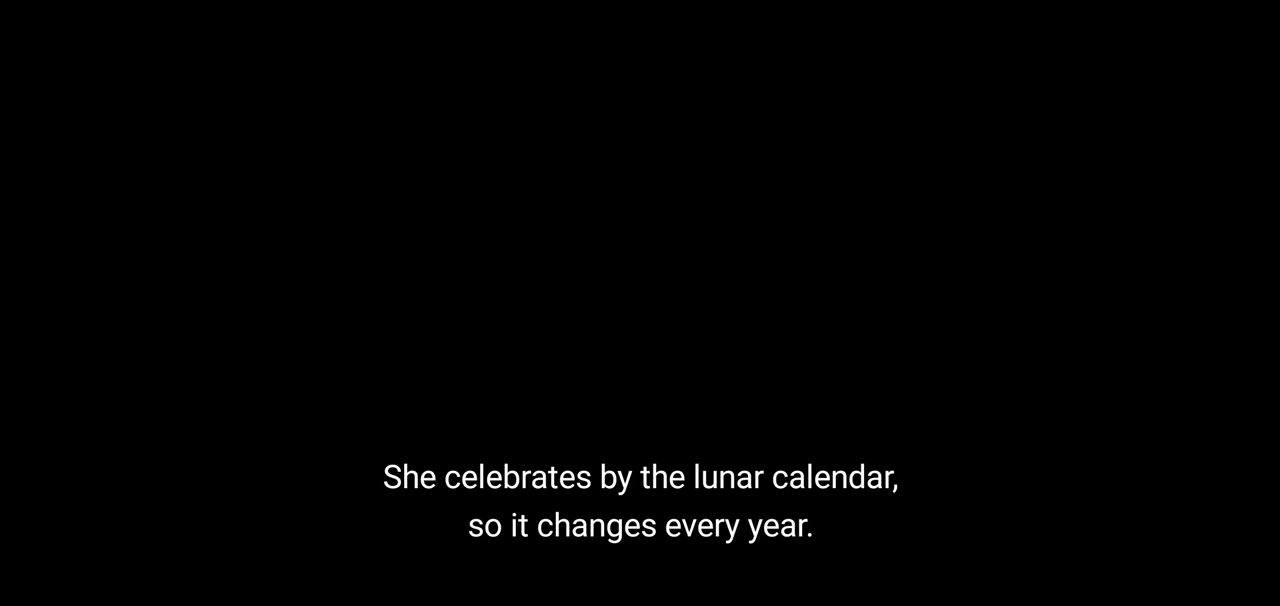 She celebrates by the lunar calendar,
so it changes every year.